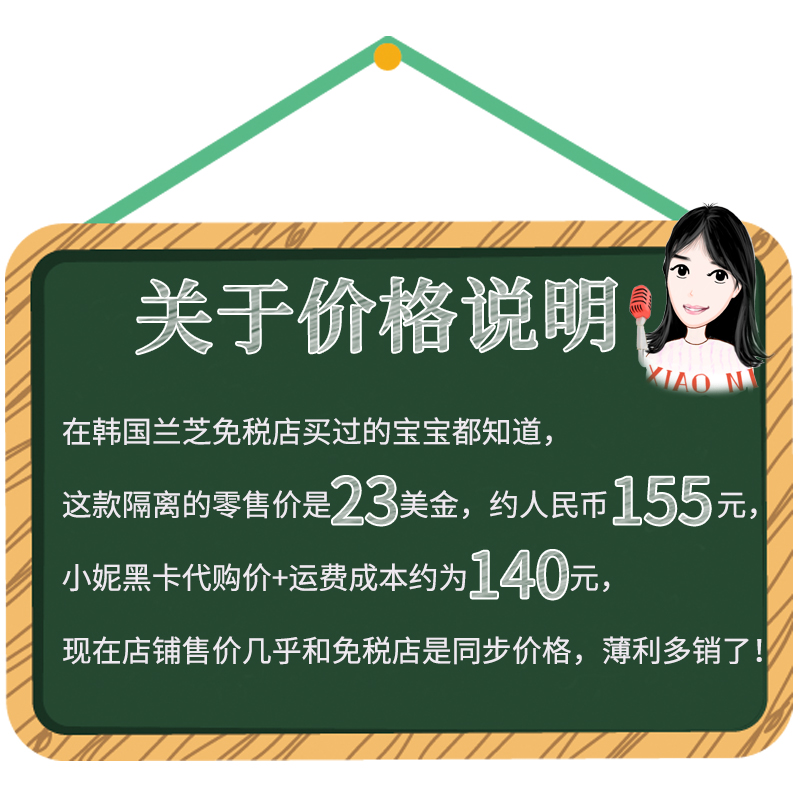 关于价格说明
XIAO NI
在韩国兰芝免税店买过的宝宝都知道，
这款隔离的零售价是23美金，约人民币155元，
小妮黑卡代购价+运费成本约为140元，
现在店铺售价几乎和免税店是同步价格，薄利多销了！